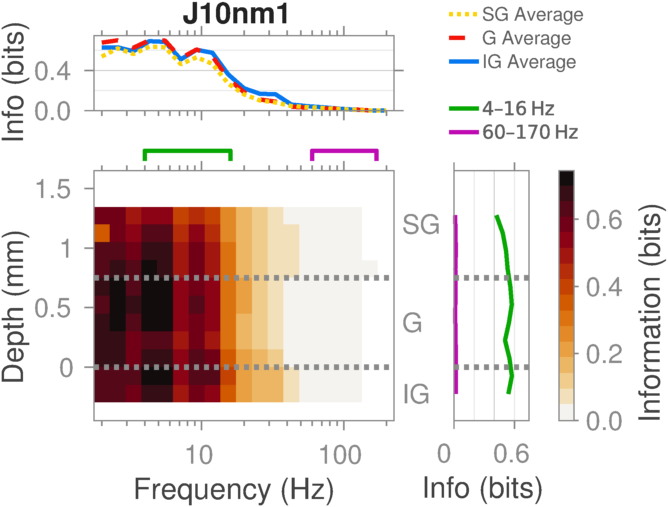 J10nm1
SG Average
G Average
IG Average
4–16 Hz
60–170 Hz
Info (bits)
0.4
0.0
Depth (mm)
1.5
1
0.5
0
10
100
Frequency (Hz)
SG
G
IG
0
0.6
Info (bits)
0.6
0.4
0.2
0.0
Information (bits)